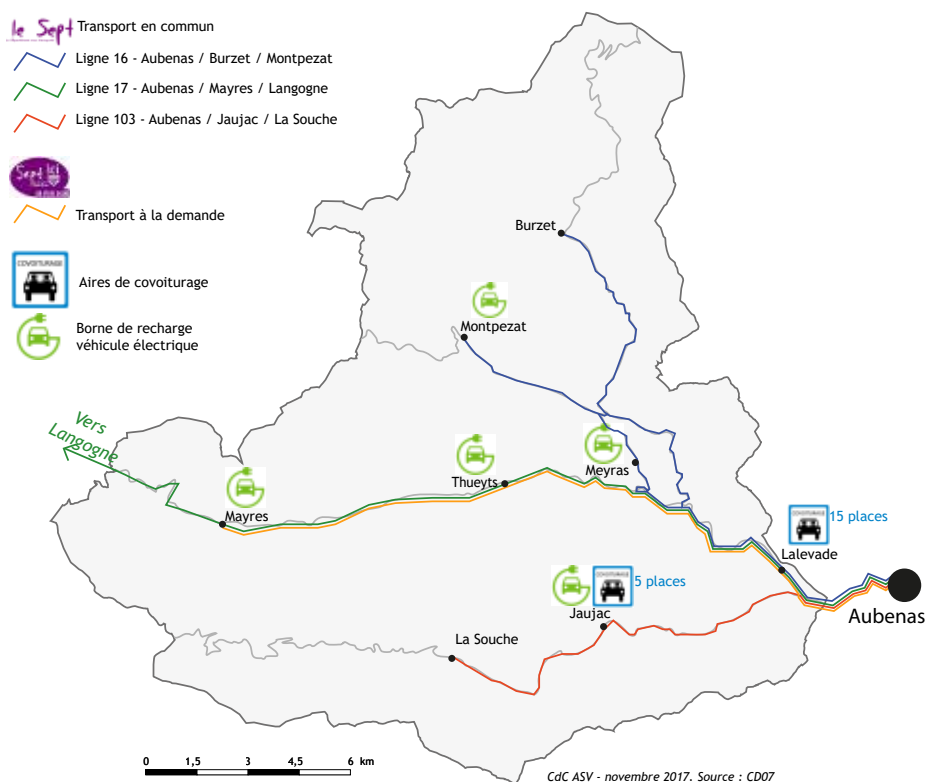 le Sept Transport en commun
Ligne 16 - Aubenas / Burzet / Montpezat
Ligne 17 - Aubenas / Mayres / Langogne
Ligne 103 - Aubenas / Jaujac / La Souche
Sept
Transport à la demande
COVOITURAGE
Aires de covoiturage
Borne de recharge
véhicule électrique
Burzet
Montpezat
Vers
Langogne
Meyras
Thueyts
Mayres
COVOITURAGE
15 places
Lalevade
COVOITURAGE
5 places
Jaujac
Aubenas
La Souche
0 1,5 3 4,5 6 km
CdC ASV - novembre 2017. Source : CD07